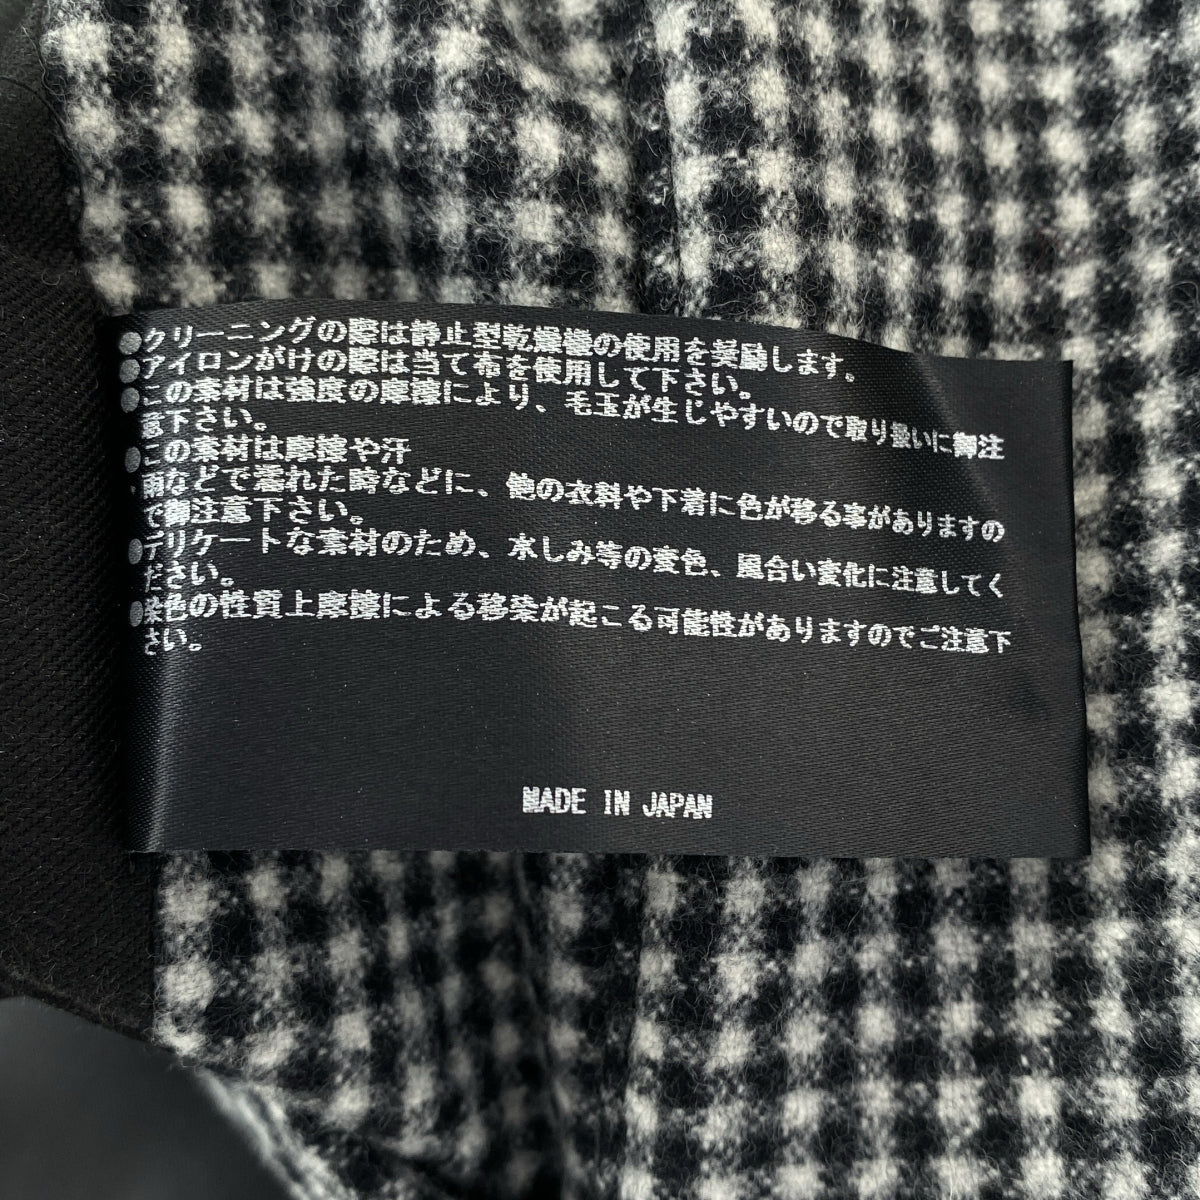 ●クリーニングの際は静止型乾燥機の使用を奨励します。
●アイロンがけの際は当て布を使用して下さい。
●この素材は強度の摩擦により、毛玉が生じやすいので取り扱いに御注
意下さい。
●この素材は摩擦や汗
雨などで濡れた時などに、他の衣料や下着に色が移る事がありますの
で御注意下さい。
●デリケートな素材のため、水しみ等の変色、風合い変化に注意してく
ださい。
●染色の性質上摩擦による移染が起こる可能性がありますのでご注意下
さい。
MADE IN JAPAN